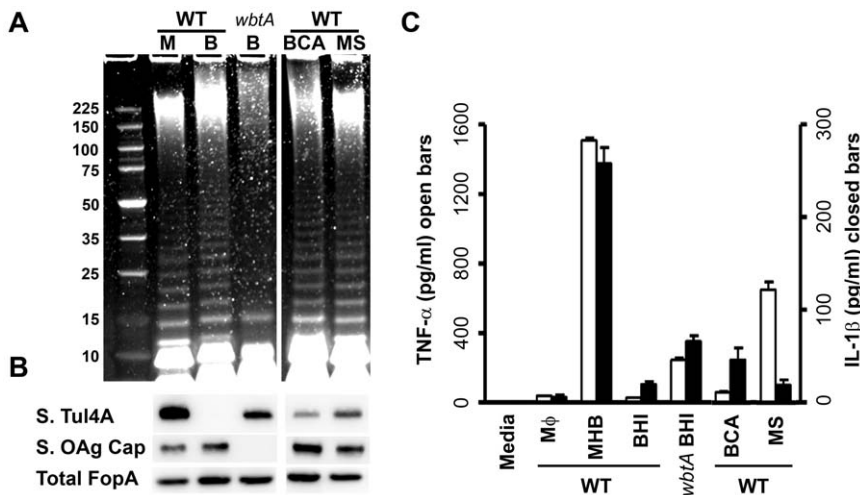 A
WT
wbtA
WT
M
B
B
BCA
MS
225
150
100
75
50
35
25
15
10
B
S. Tul4A
S. OAg Cap
Total FopA
C
TNF-α (pg/ml) open bars
1600
1200
800
400
0
300
200
100
0
IL-1β (pg/ml) closed bars
Media
Mϕ
MHB
BHI
wbtA BHI
BCA
MS
WT
WT